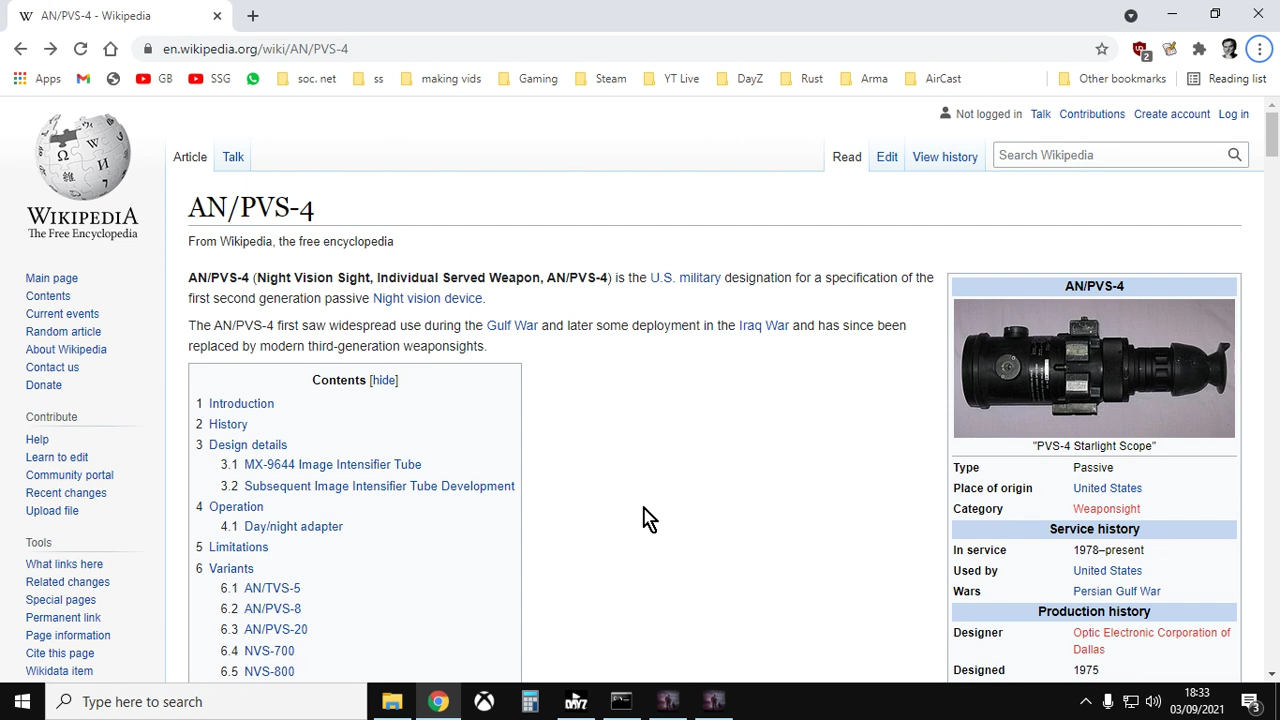 AN/PVS-4 - Wikipedia
en.wikipedia.org/wiki/AN/PVS-4
2
Apps GB SSG soc. net ss making vids Gaming Steam YT Live DayZ Rust Arma AirCast Other bookmarks Reading list
Not logged in Talk Contributions Create account Log in
Article Talk Read Edit View history Search Wikipedia
WIKIPEDIA
The Free Encyclopedia
Main page
Contents
Current events
Random article
About Wikipedia
Contact us
Donate
Contribute
Help
Learn to edit
Community portal
Recent changes
Upload file
Tools
What links here
Related changes
Special pages
Permanent link
Page information
Cite this page
Wikidata item
AN/PVS-4
From Wikipedia, the free encyclopedia
AN/PVS-4 (Night Vision Sight, Individual Served Weapon, AN/PVS-4) is the U.S. military designation for a specification of the
first second generation passive Night vision device.
The AN/PVS-4 first saw widespread use during the Gulf War and later some deployment in the Iraq War and has since been
replaced by modern third-generation weaponsights.
Contents [hide]
1 Introduction
2 History
3 Design details
3.1 MX-9644 Image Intensifier Tube
3.2 Subsequent Image Intensifier Tube Development
4 Operation
4.1 Day/night adapter
5 Limitations
6 Variants
6.1 AN/TVS-5
6.2 AN/PVS-8
6.3 AN/PVS-20
6.4 NVS-700
6.5 NVS-800
AN/PVS-4
"PVS-4 Starlight Scope"
Type Passive
Place of origin United States
Category Weaponsight
Service history
In service 1978–present
Used by United States
Wars Persian Gulf War
Production history
Designer Optic Electronic Corporation of
Dallas
Designed 1975
Type here to search
18:33
03/09/2021
3